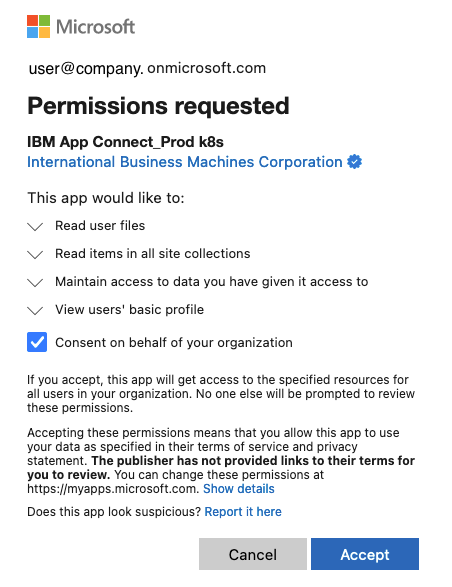 Microsoft
user@company. onmicrosoft.com
Permissions requested
IBM App Connect_Prod k8s
International Business Machines Corporation
This app would like to:
Read user files
Read items in all site collections
Maintain access to data you have given it access to
View users' basic profile
Consent on behalf of your organization
If you accept, this app will get access to the specified resources for
all users in your organization. No one else will be prompted to review
these permissions.
Accepting these permissions means that you allow this app to use
your data as specified in their terms of service and privacy
statement. The publisher has not provided links to their terms for
you to review. You can change these permissions at
https://myapps.microsoft.com. Show details
Does this app look suspicious? Report it here
Cancel
Accept